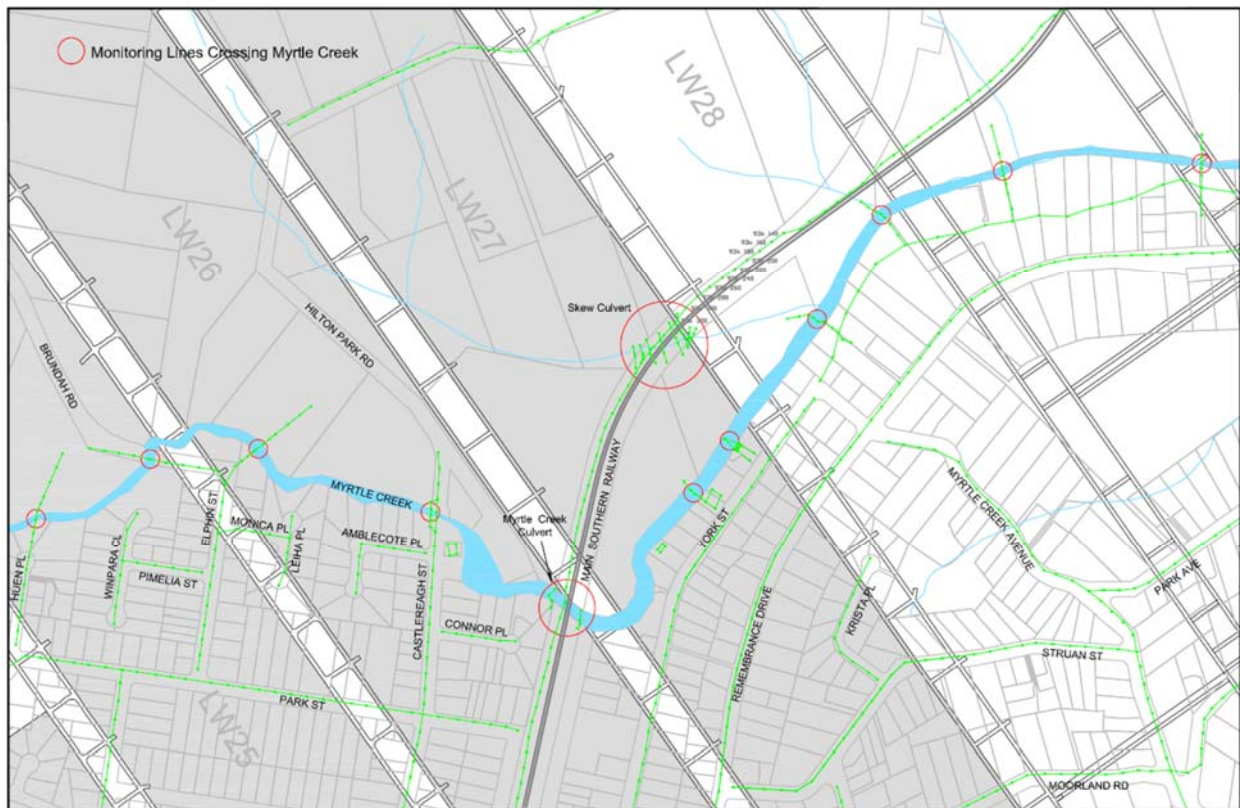 Monitoring Lines Crossing Myrtle Creek
LW28
LW27
LW26
Skew Culvert
HILTON PARK RD
BRUNDAH RD
MAIN SOUTHERN RAILWAY
MYRTLE CREEK
Myrtle Creek
Culvert
YORK ST
MYRTLE CREEK AVENUE
ELPHIN ST
MONICA PL
LEIHA PL
AMBLECOTE PL
HUEN PL
WINPARA CL
PIMELIA ST
CASTLEREAGH ST
CONNOR PL
REMEMBRANCE DRIVE
KRISTA PL
PARK AVE
STRUAN ST
PARK ST
LW25
MOORLAND RD